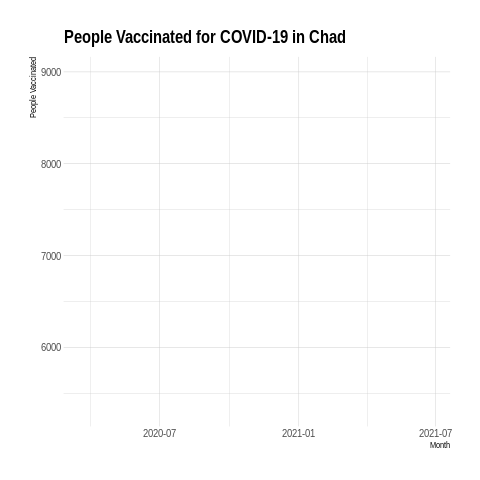 People Vaccinated for COVID-19 in Chad
People Vaccinated
9000
8000
7000
6000
2020-07 2021-01 2021-07
Month